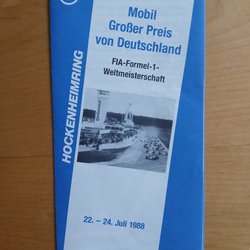 Mobil
Großer Preis
von Deutschland
FIA-Formel-1-
Weltmeisterschaft
HOCKENHEIMRING
22. – 24. Juli 1988